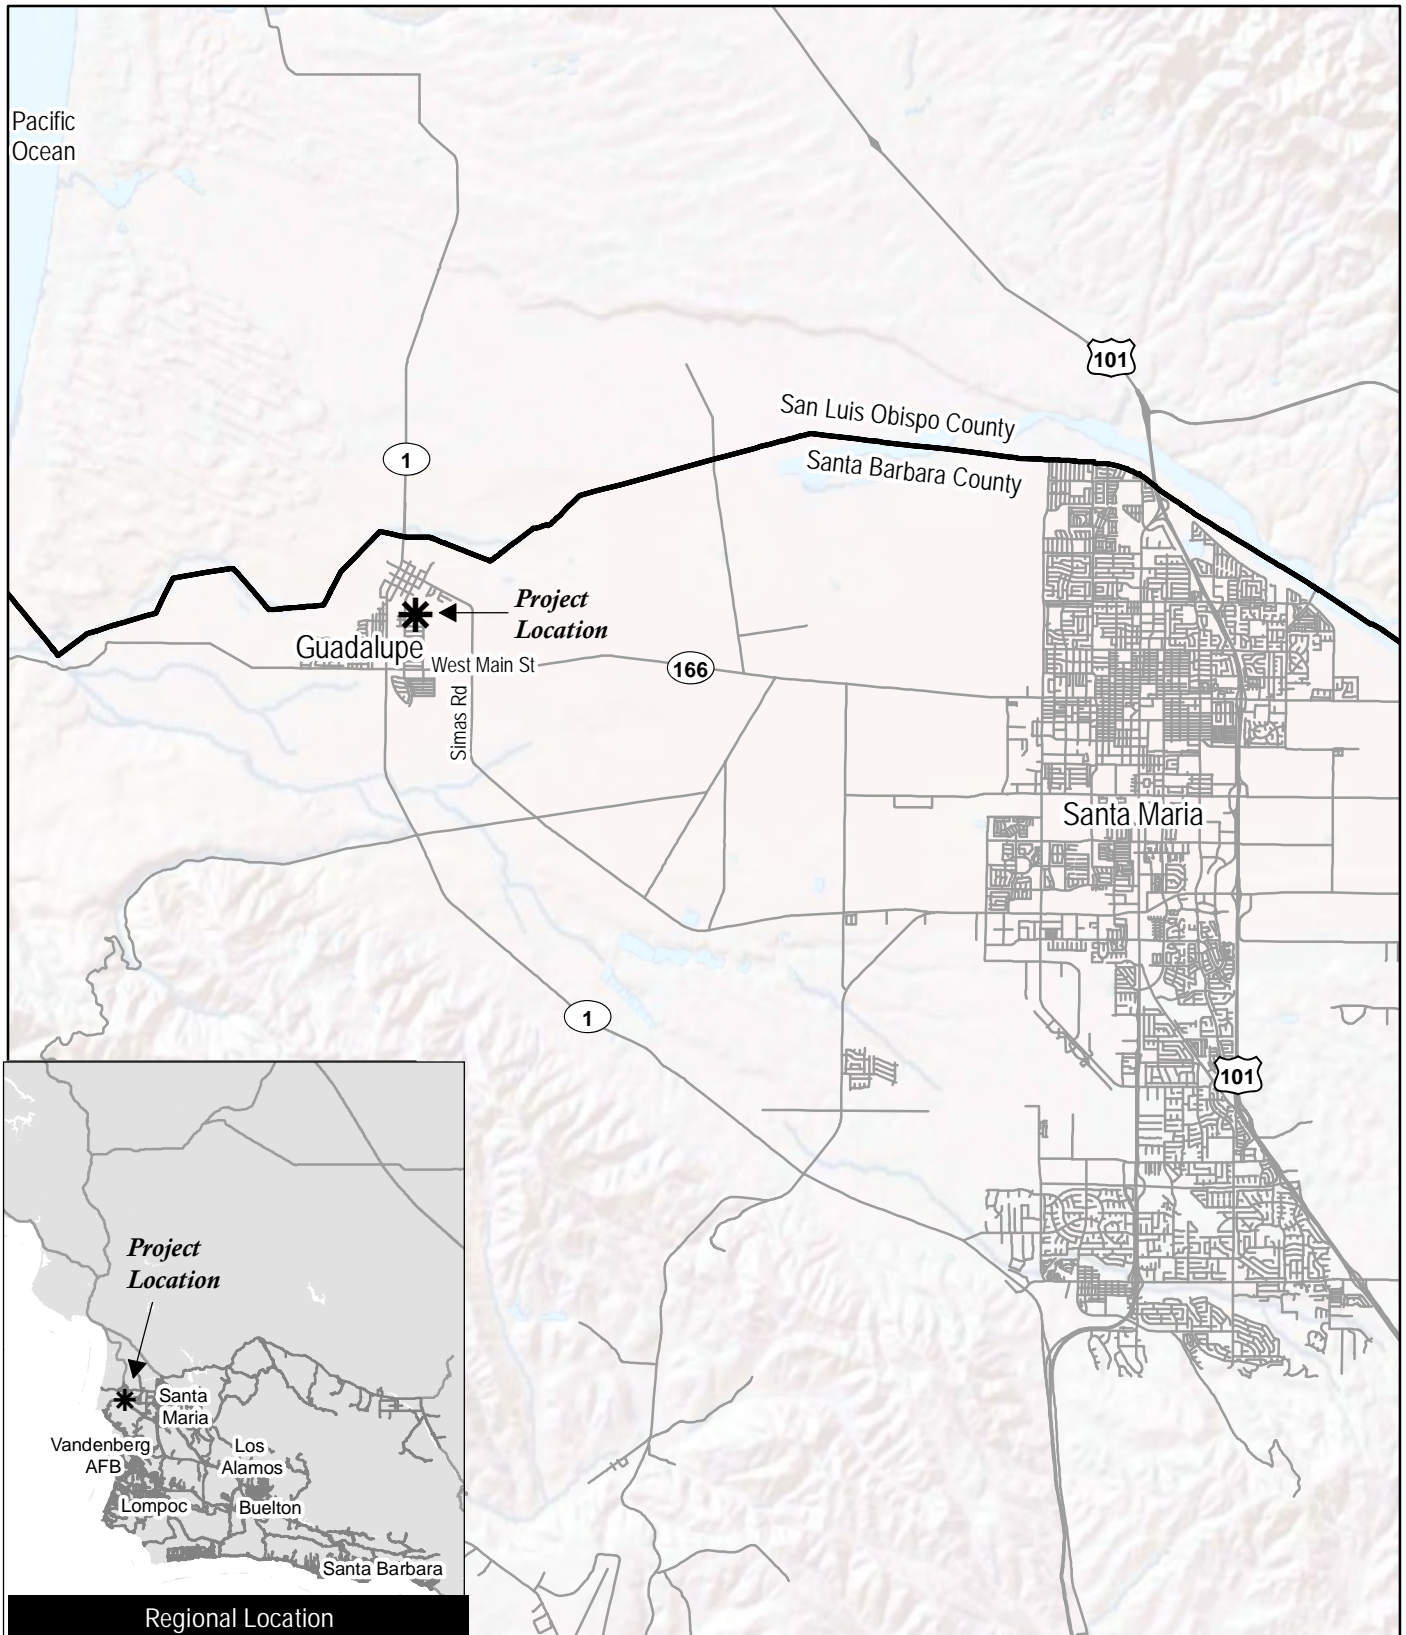 Pacific
Ocean
101
San Luis Obispo County
Santa Barbara County
1
Project
Location
Guadalupe
West Main St
166
Simas Rd
Santa Maria
1
101
Project
Location
Santa
Maria
Vandenberg
AFB
Los
Alamos
Lompoc
Buelton
Santa Barbara
Regional Location